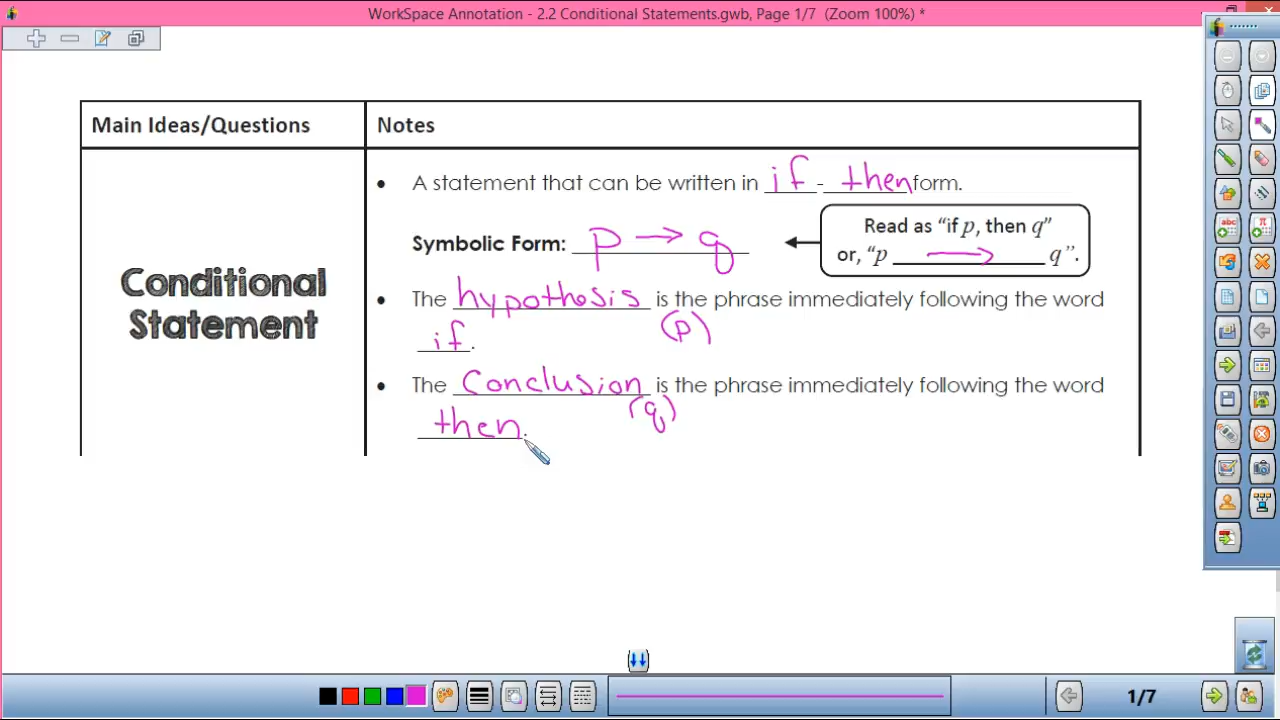 WorkSpace Annotation - 2.2 Conditional Statements.gwb, Page 1/7 (Zoom 100%) *
Main Ideas/Questions
Notes
Conditional
Statement
• A statement that can be written in if - then form.
Symbolic Form: p → q
Read as “if p, then q”
or, “p → q”.
• The hypothesis is the phrase immediately following the word
(p)
if.
• The Conclusion is the phrase immediately following the word
(q)
then.
abc
π
1/7